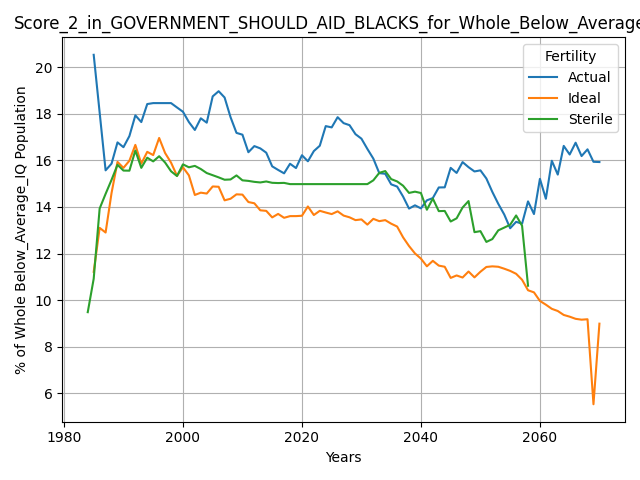 Score_2_in_GOVERNMENT_SHOULD_AID_BLACKS_for_Whole_Below_Average
Fertility
Actual
Ideal
Sterile
% of Whole Below_Average_IQ Population
20
18
16
14
12
10
8
6
1980
2000
2020
2040
2060
Years